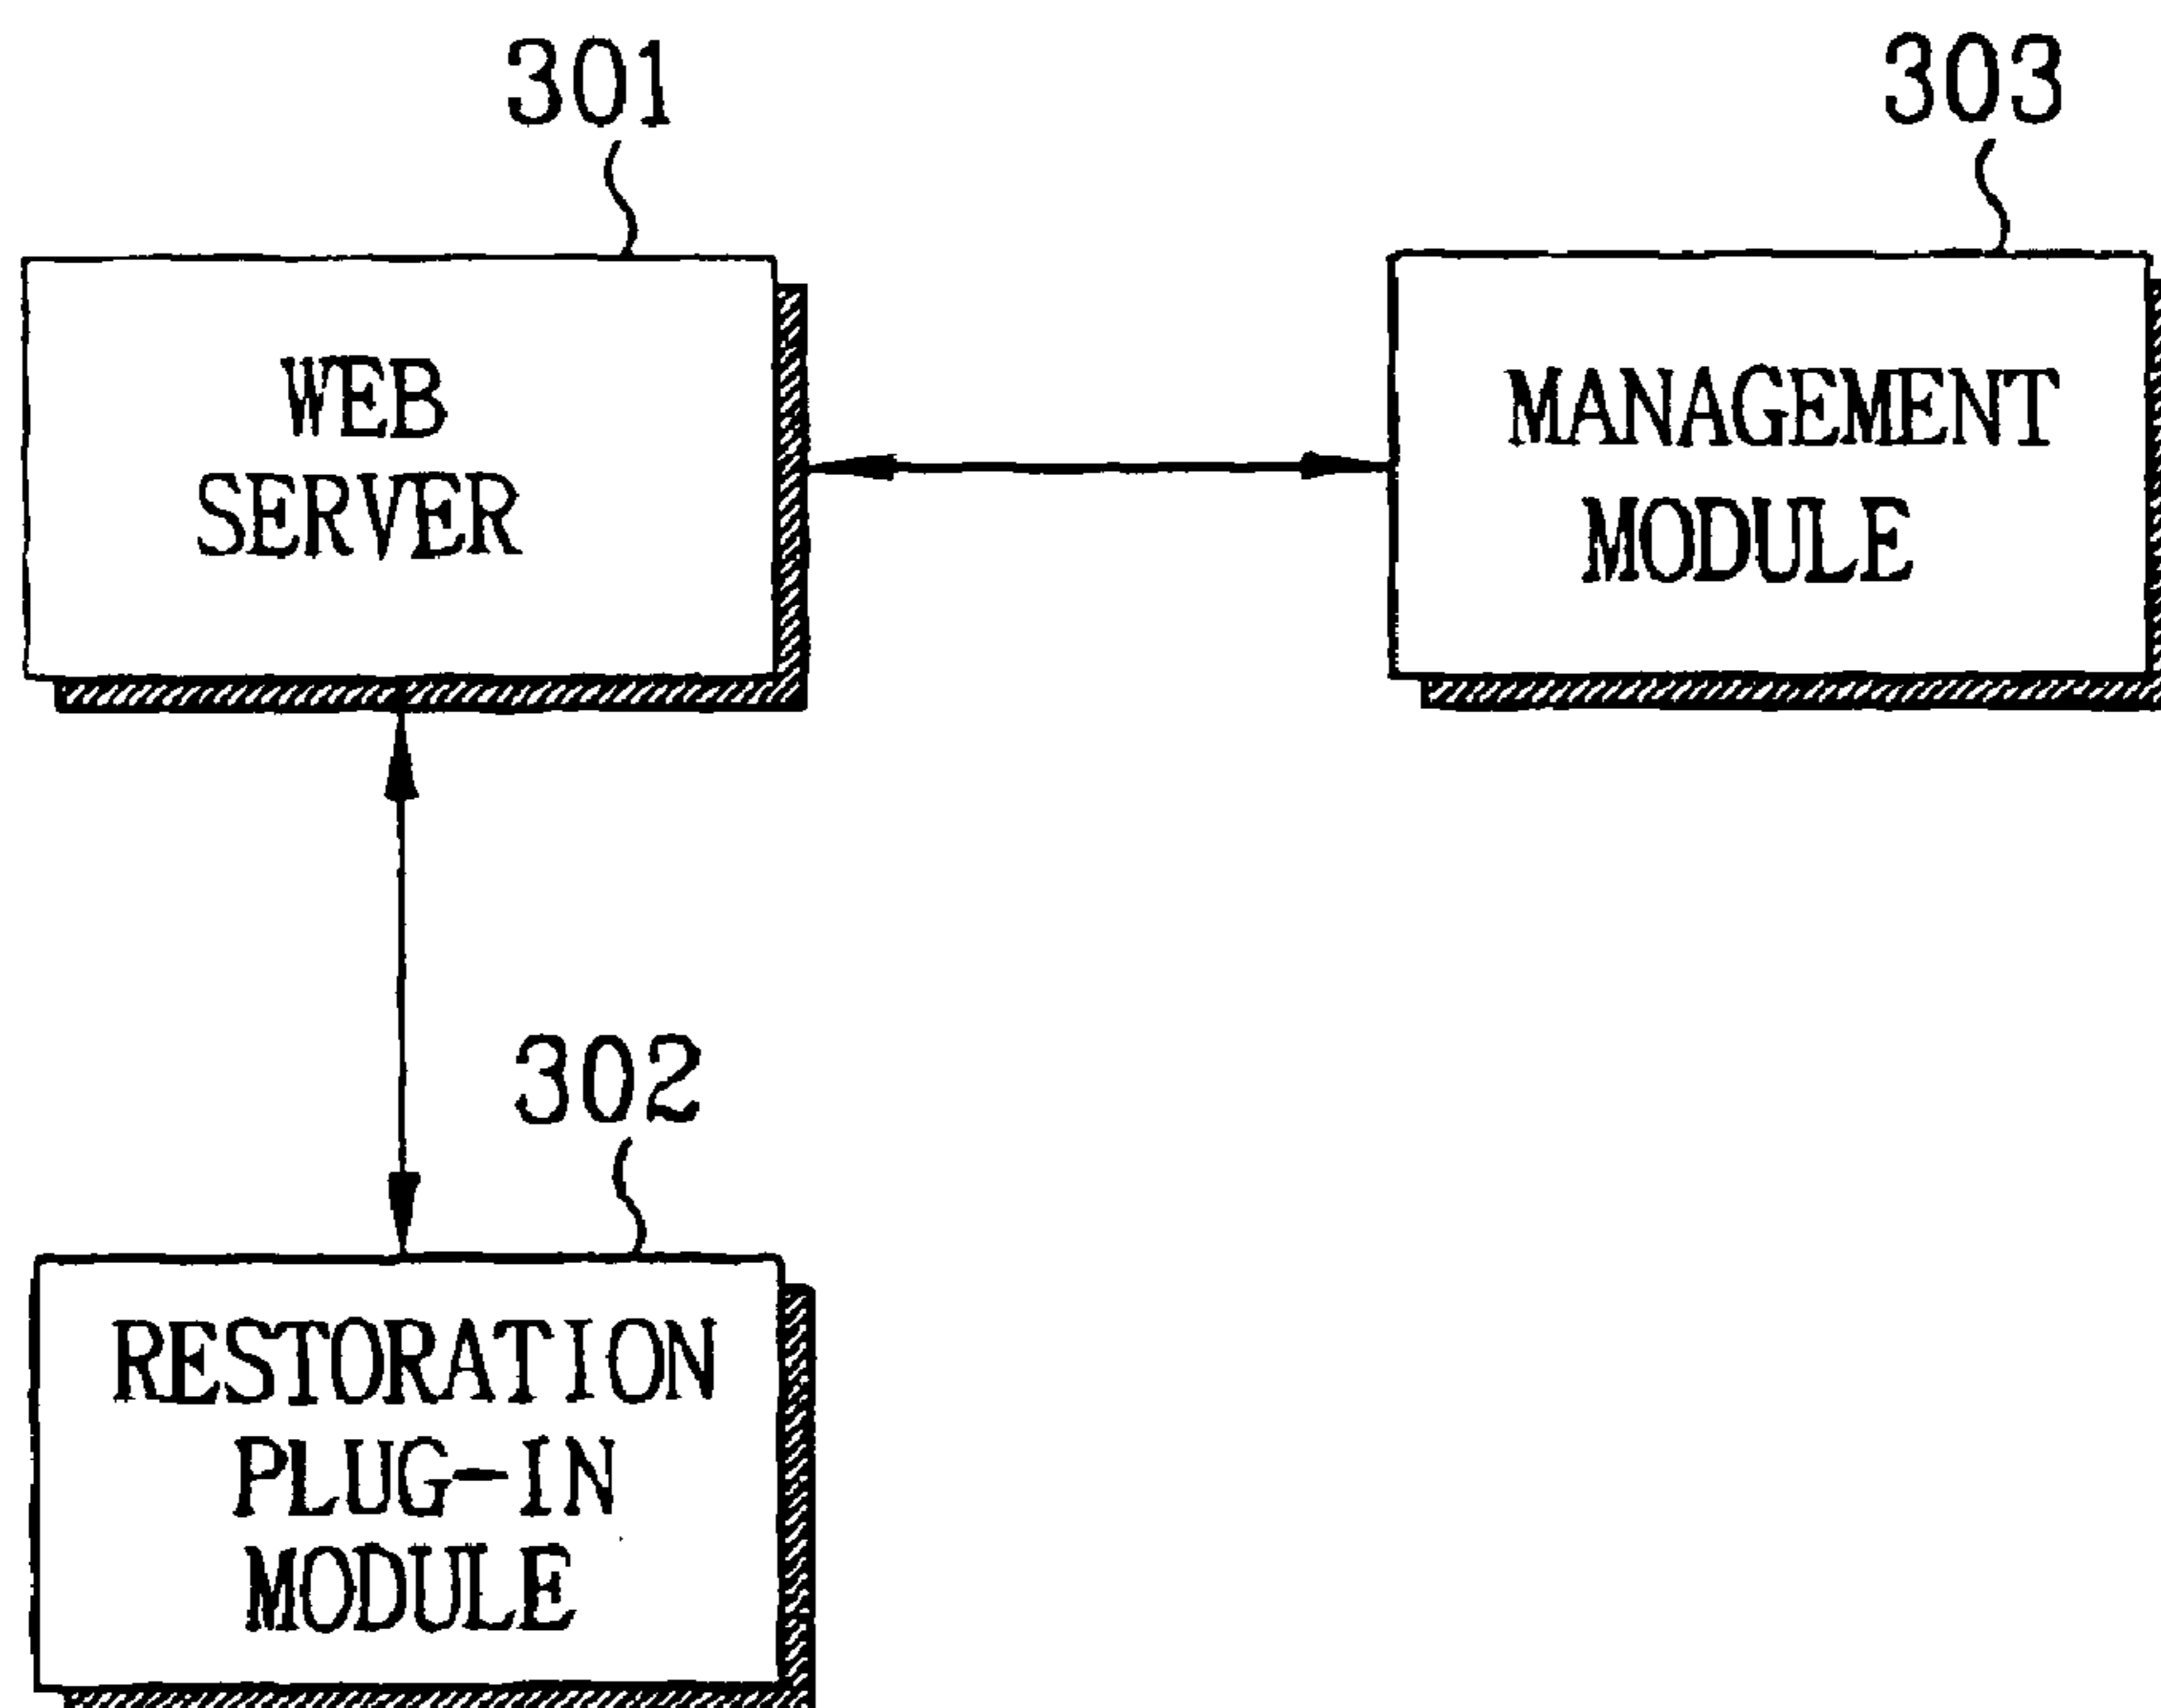 301
303
WEB
SERVER
MANAGEMENT
MODULE
302
RESTORATION
PLUG-IN
MODULE